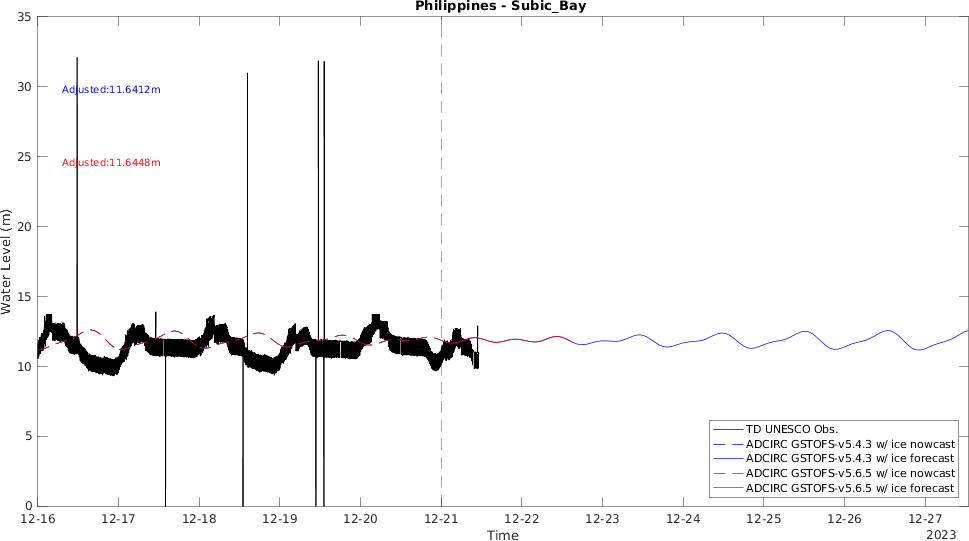 Philippines - Subic_Bay
35
30
25
20
15
10
5
0
Water Level (m)
Adjusted:11.6412m
Adjusted:11.6448m
TD UNESCO Obs.
ADCIRC GSTOFS-v5.4.3 w/ ice nowcast
ADCIRC GSTOFS-v5.4.3 w/ ice forecast
ADCIRC GSTOFS-v5.6.5 w/ ice nowcast
ADCIRC GSTOFS-v5.6.5 w/ ice forecast
12-16 12-17 12-18 12-19 12-20 12-21 12-22 12-23 12-24 12-25 12-26 12-27
Time
2023